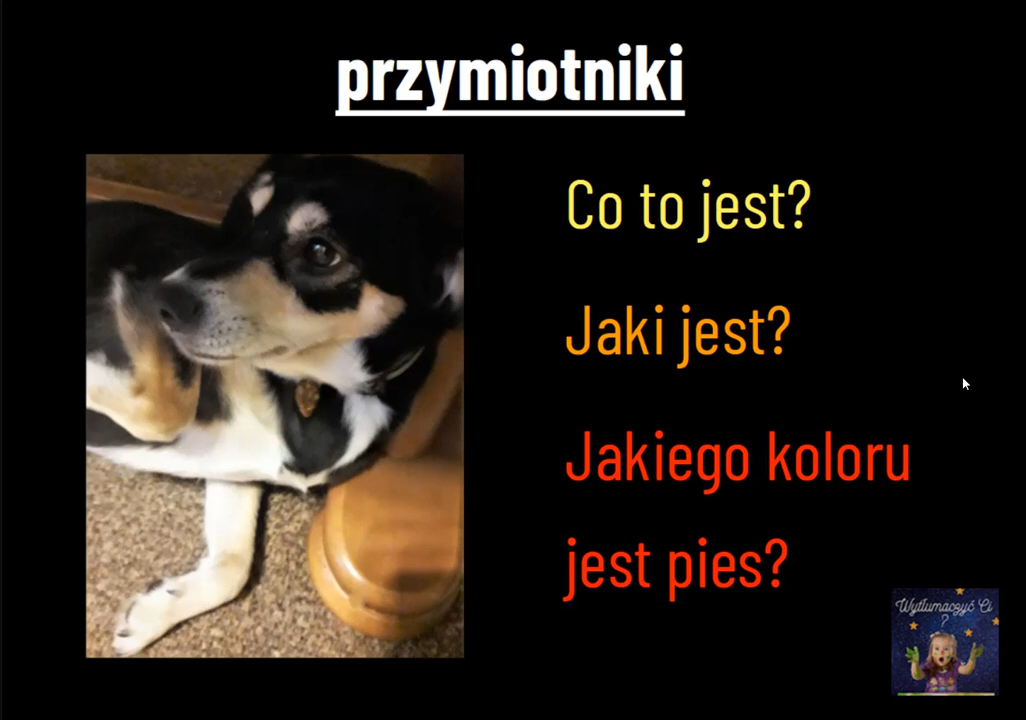 przymiotniki
Co to jest?
Jaki jest?
Jakiego koloru
jest pies?
Wytłumaczyć Ci
?